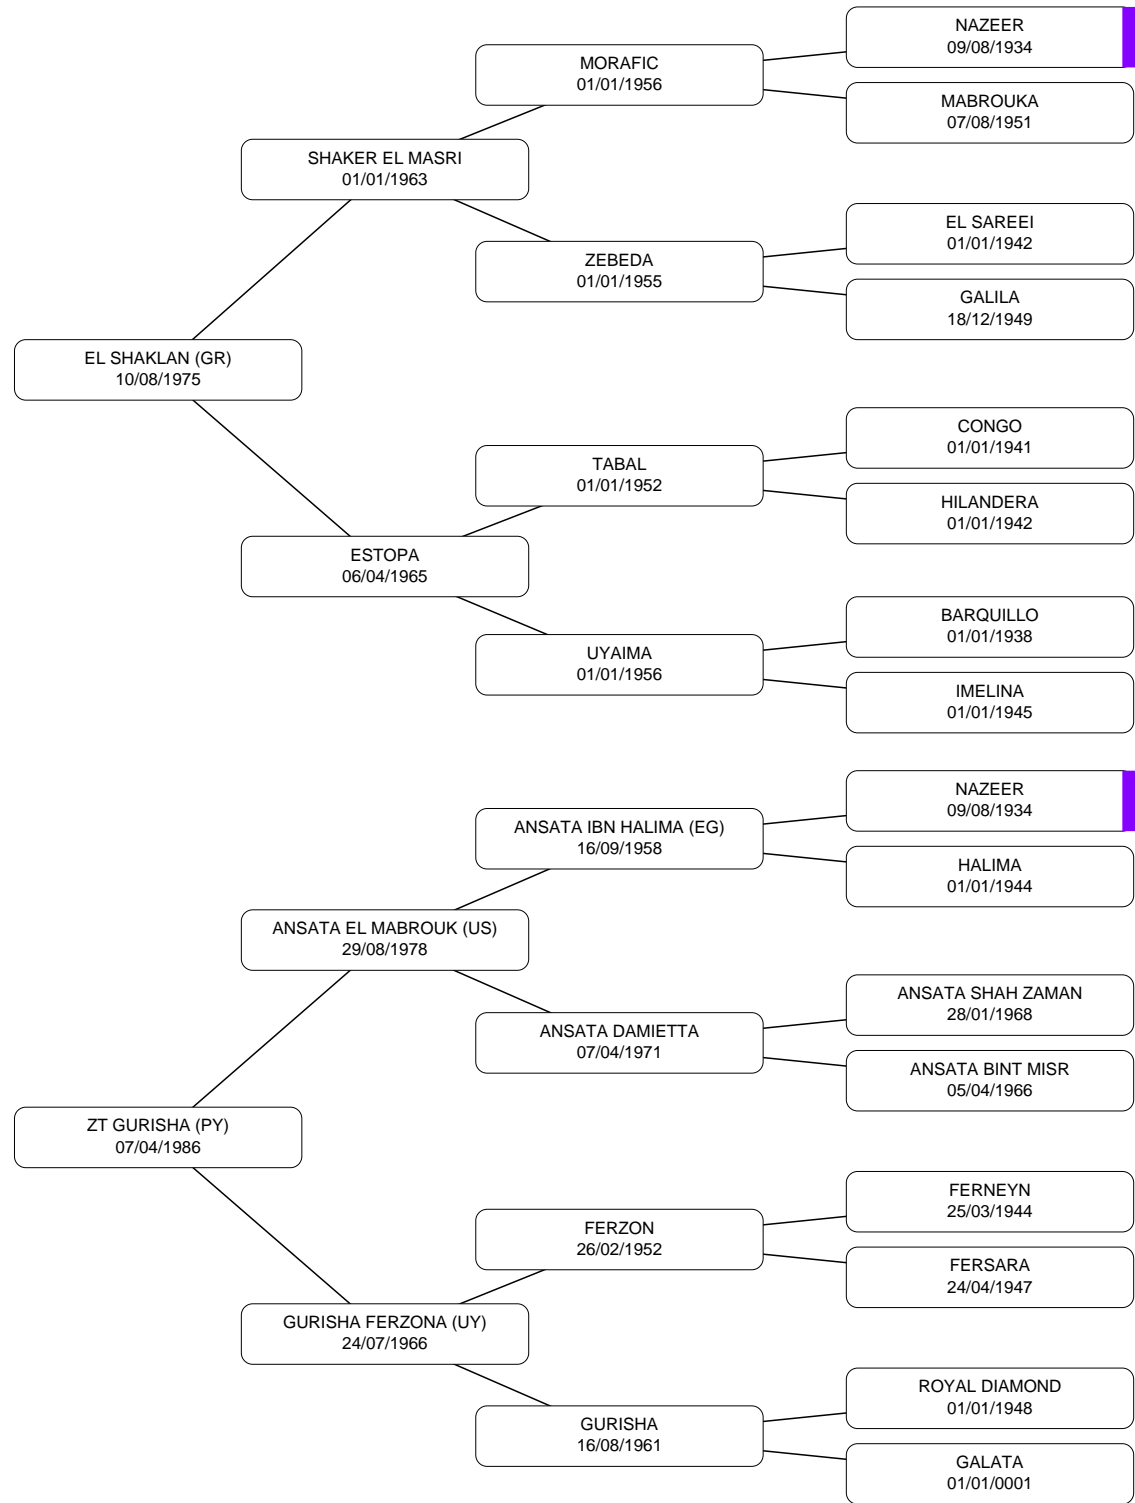 NAZEER
09/08/1934
MORAFIC
01/01/1956
MABROUKA
07/08/1951
SHAKER EL MASRI
01/01/1963
EL SAREEI
01/01/1942
ZEBEDA
01/01/1955
GALILA
18/12/1949
EL SHAKLAN (GR)
10/08/1975
CONGO
01/01/1941
TABAL
01/01/1952
HILANDERA
01/01/1942
ESTOPA
06/04/1965
BARQUILLO
01/01/1938
UYAIMA
01/01/1956
IMELINA
01/01/1945
NAZEER
09/08/1934
ANSATA IBN HALIMA (EG)
16/09/1958
HALIMA
01/01/1944
ANSATA EL MABROUK (US)
29/08/1978
ANSATA SHAH ZAMAN
28/01/1968
ANSATA DAMIETTA
07/04/1971
ANSATA BINT MISR
05/04/1966
ZT GURISHA (PY)
07/04/1986
FERNEYN
25/03/1944
FERZON
26/02/1952
FERSARA
24/04/1947
GURISHA FERZONA (UY)
24/07/1966
ROYAL DIAMOND
01/01/1948
GURISHA
16/08/1961
GALATA
01/01/0001